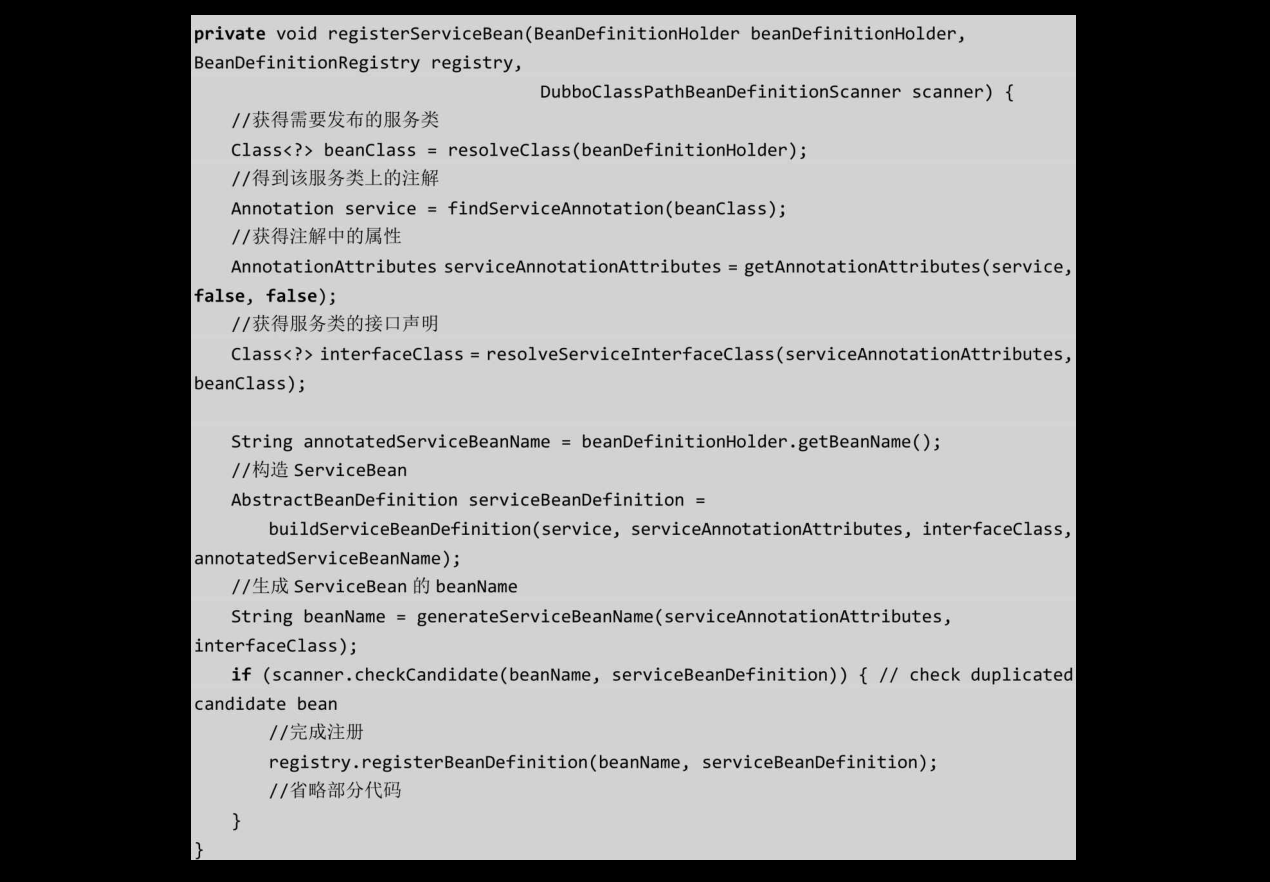 private void registerServiceBean(BeanDefinitionHolder beanDefinitionHolder,
BeanDefinitionRegistry registry,
DubboClassPathBeanDefinitionScanner scanner) {
//获得需要发布的服务类
Class<?> beanClass = resolveClass(beanDefinitionHolder);
//得到该服务类上的注解
Annotation service = findServiceAnnotation(beanClass);
//获得注解中的属性
AnnotationAttributes serviceAnnotationAttributes = getAnnotationAttributes(service,
false, false);
//获得服务类的接口声明
Class<?> interfaceClass = resolveServiceInterfaceClass(serviceAnnotationAttributes,
beanClass);
String annotatedServiceBeanName = beanDefinitionHolder.getBeanName();
//构造 ServiceBean
AbstractBeanDefinition serviceBeanDefinition =
buildServiceBeanDefinition(service, serviceAnnotationAttributes, interfaceClass,
annotatedServiceBeanName);
//生成 ServiceBean 的 beanName
String beanName = generateServiceBeanName(serviceAnnotationAttributes,
interfaceClass);
if (scanner.checkCandidate(beanName, serviceBeanDefinition)) { // check duplicated
candidate bean
//完成注册
registry.registerBeanDefinition(beanName, serviceBeanDefinition);
//省略部分代码
}
}